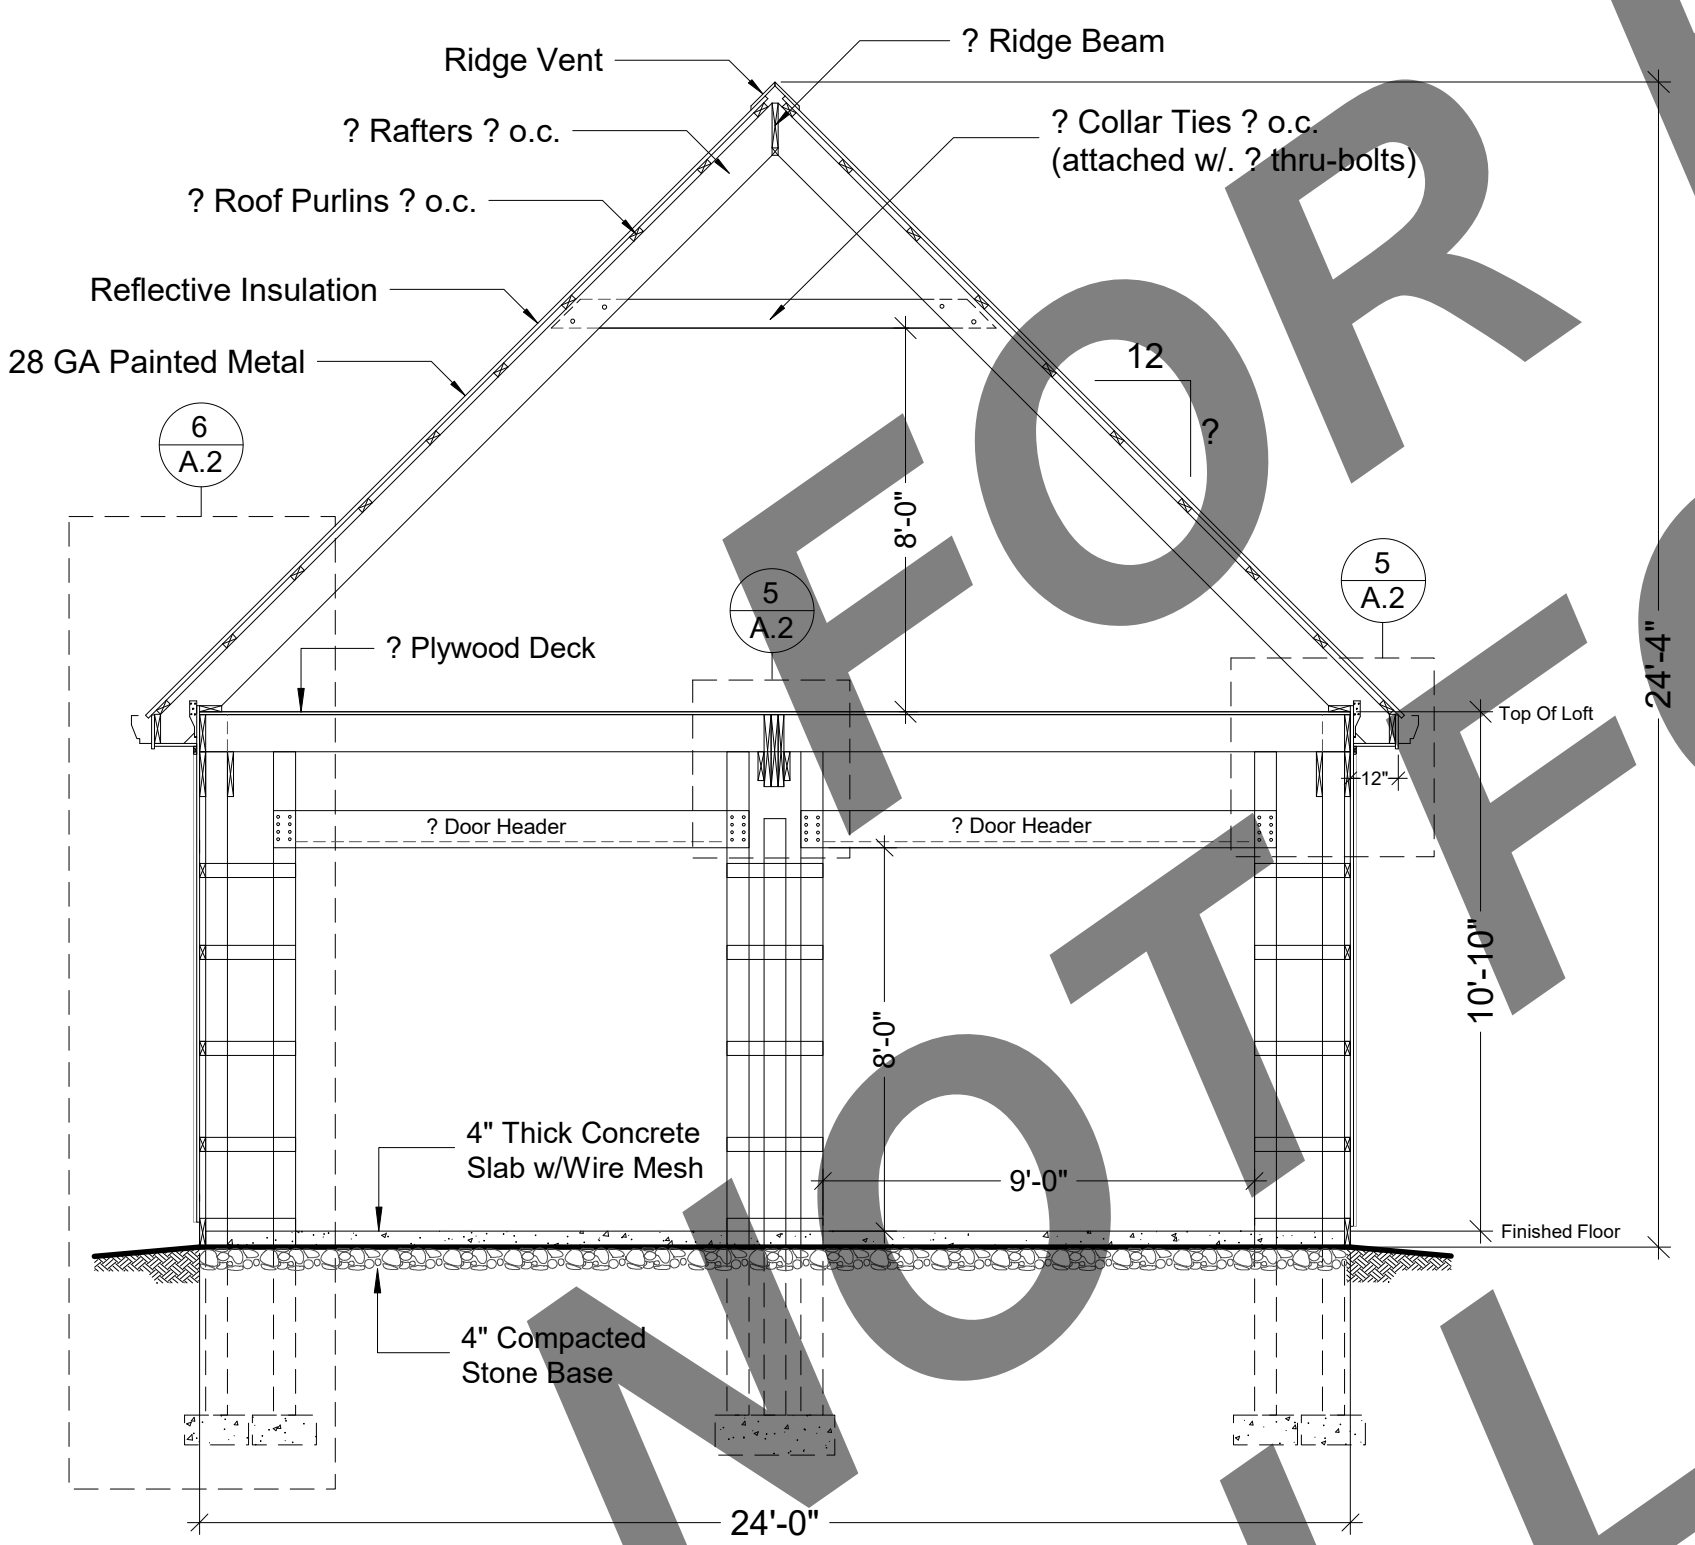 ? Ridge Beam
Ridge Vent
? Rafters ? o.c.
? Collar Ties ? o.c.
(attached w/. ? thru-bolts)
? Roof Purlins ? o.c.
Reflective Insulation
28 GA Painted Metal
12
?
6
A.2
8'-0"
5
A.2
5
A.2
? Plywood Deck
24'-4"
Top Of Loft
12"
? Door Header
? Door Header
10'-10"
8'-0"
4" Thick Concrete
Slab w/Wire Mesh
9'-0"
Finished Floor
4" Compacted
Stone Base
24'-0"
FOR
NOT F